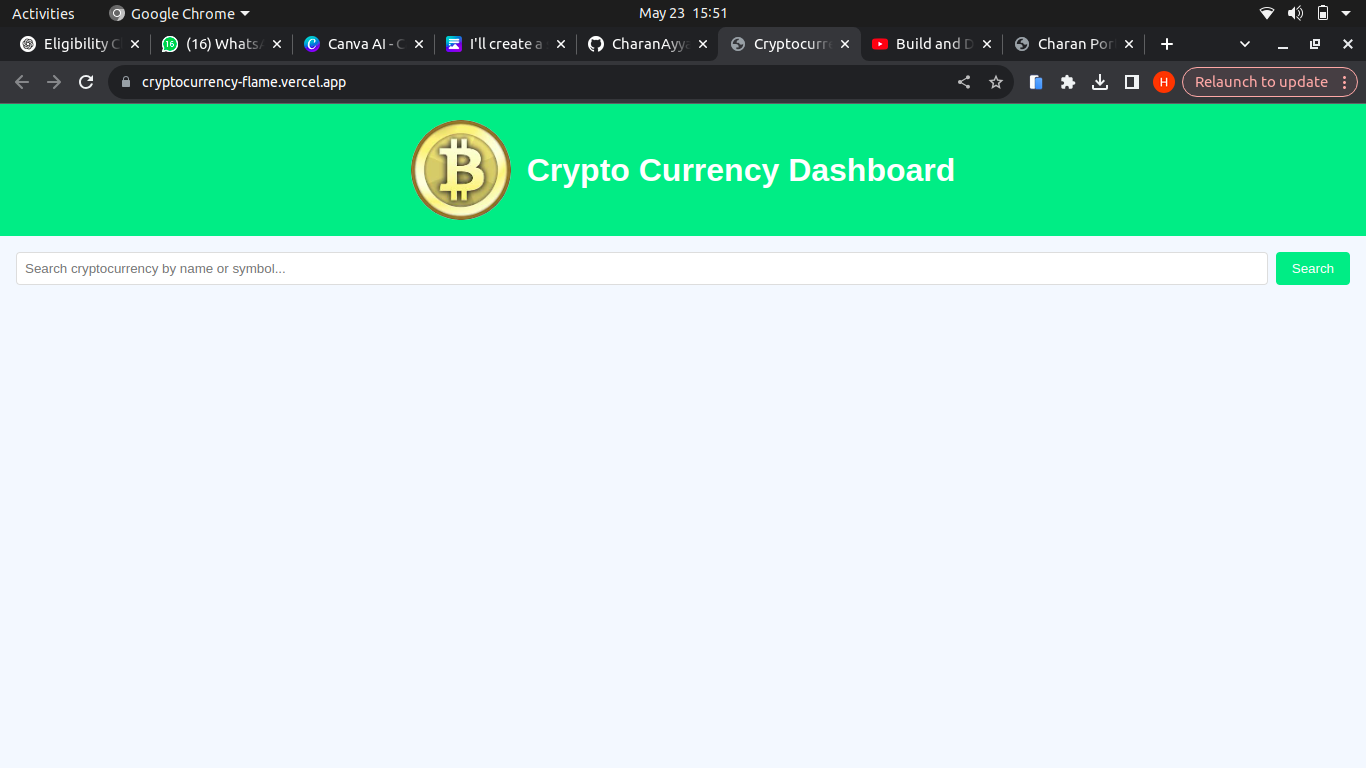 Activities Google Chrome May 23 15:51
Eligibility C (16) Whats Canva AI - C I'll create a CharanAyya Cryptocurre Build and D Charan Por
cryptocurrency-flame.vercel.app H Relaunch to update
Crypto Currency Dashboard
Search cryptocurrency by name or symbol... Search